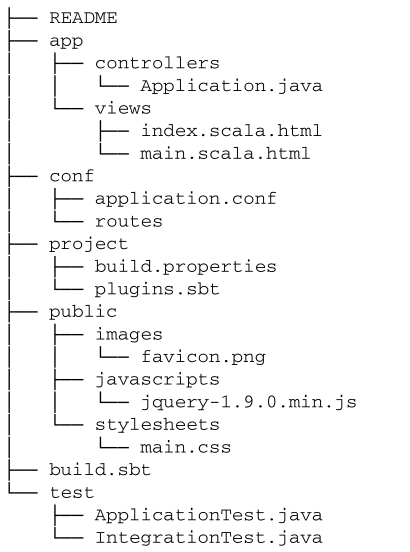 ├── README
├── app
│   ├── controllers
│   │   └── Application.java
│   └── views
│       ├── index.scala.html
│       └── main.scala.html
├── conf
│   ├── application.conf
│   └── routes
├── project
│   ├── build.properties
│   └── plugins.sbt
├── public
│   ├── images
│   │   └── favicon.png
│   ├── javascripts
│   │   └── jquery-1.9.0.min.js
│   └── stylesheets
│       └── main.css
├── build.sbt
└── test
    ├── ApplicationTest.java
    └── IntegrationTest.java